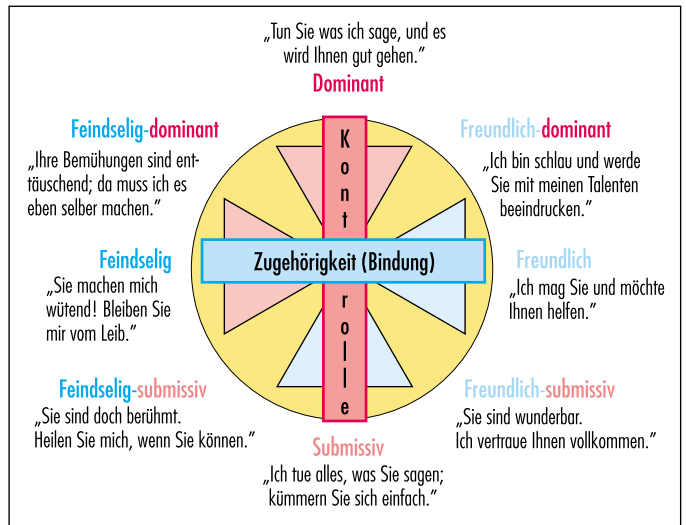 „Tun Sie was ich sage, und es
wird Ihnen gut gehen.”
Dominant
Feindselig-dominant
„Ihre Bemühungen sind ent-
täuschend; da muss ich es
eben selber machen.”
Freundlich-dominant
„Ich bin schlau und werde
Sie mit meinen Talenten
beeindrucken.”
Kont
rolle
Zugehörigkeit (Bindung)
Feindselig
„Sie machen mich
wütend! Bleiben Sie
mir vom Leib.”
Freundlich
„Ich mag Sie und möchte
Ihnen helfen.”
Feindselig-submissiv
„Sie sind doch berühmt.
Heilen Sie mich, wenn Sie können.”
Freundlich-submissiv
„Sie sind wunderbar.
Ich vertraue Ihnen vollkommen.”
Submissiv
„Ich tue alles, was Sie sagen;
kümmern Sie sich einfach.”